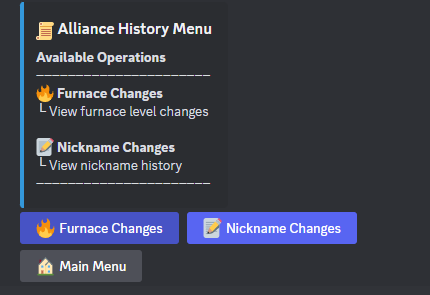 📜 Alliance History Menu
Available Operations
——————————————————————
🔥 Furnace Changes
└ View furnace level changes
📝 Nickname Changes
└ View nickname history
——————————————————————
🔥 Furnace Changes
📝 Nickname Changes
🏠 Main Menu